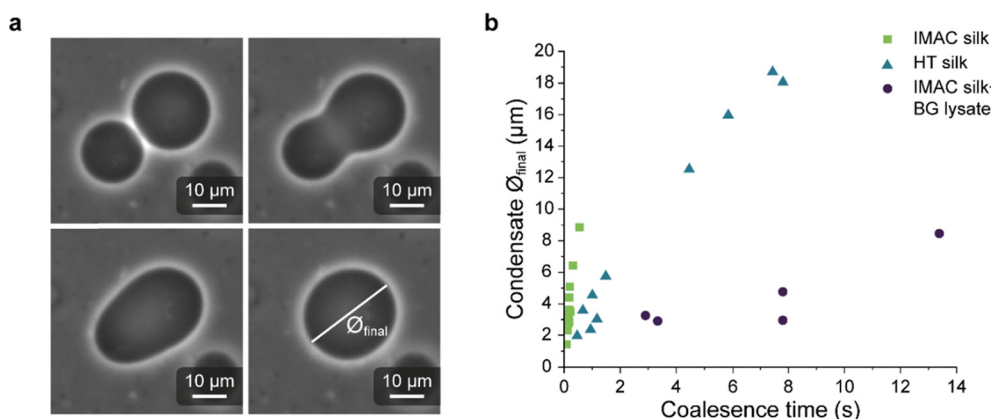 a
10 µm
10 µm
10 µm
Øfinal
10 µm
b
20
18
16
14
12
10
8
6
4
2
0
Condensate Øfinal (µm)
IMAC silk
HT silk
IMAC silk-
BG lysate
0 2 4 6 8 10 12 14
Coalesence time (s)